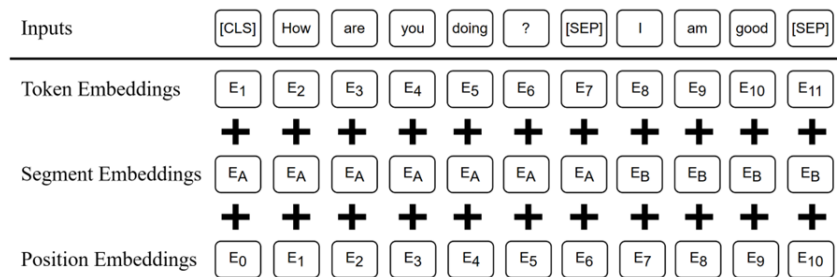 Inputs [CLS] How are you doing ? [SEP] I am good [SEP]
Token Embeddings E1 E2 E3 E4 E5 E6 E7 E8 E9 E10 E11
+ + + + + + + + + + +
Segment Embeddings EA EA EA EA EA EA EA EB EB EB EB
+ + + + + + + + + + +
Position Embeddings E0 E1 E2 E3 E4 E5 E6 E7 E8 E9 E10